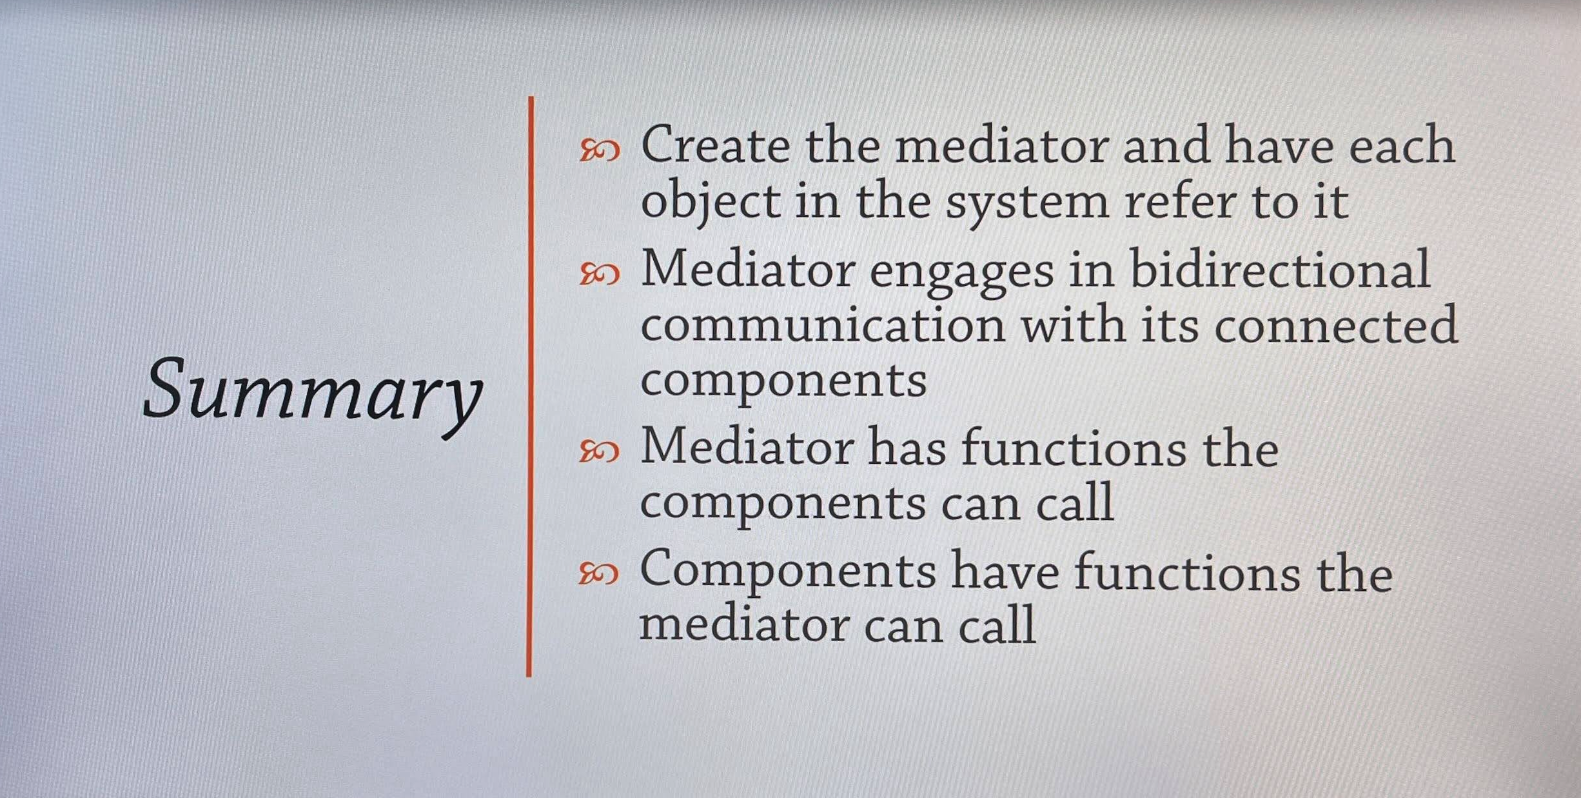 Summary
Create the mediator and have each
object in the system refer to it
Mediator engages in bidirectional
communication with its connected
components
Mediator has functions the
components can call
Components have functions the
mediator can call